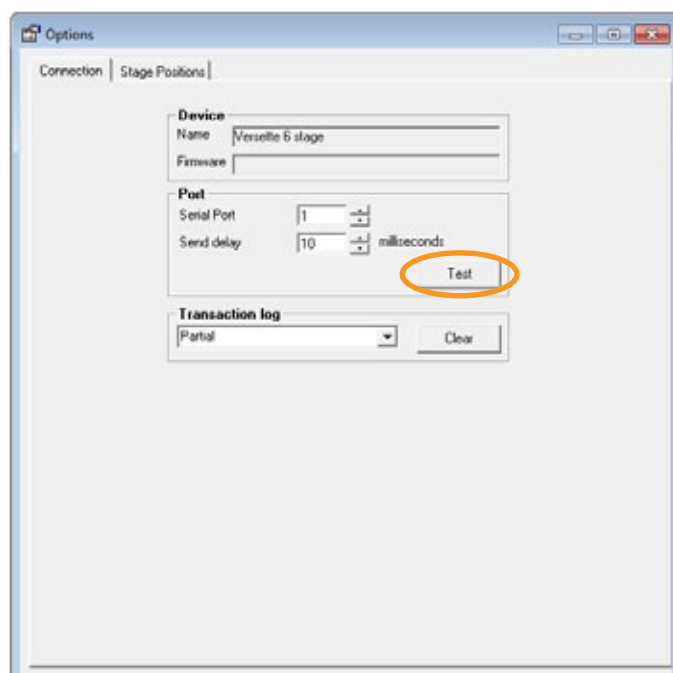 Options
Connection Stage Positions
Device
Name Versette 6 stage
Firmware
Port
Serial Port 1
Send delay 10 milliseconds
Test
Transaction log
Partial Clear